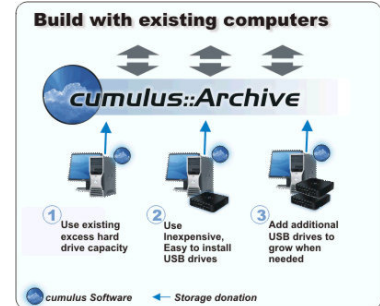 Build with existing computers
cumulus::Archive
1
Use existing
excess hard
drive capacity
2
Use
Inexpensive,
Easy to install
USB drives
3
Add additional
USB drives to
grow when
needed
cumulus Software
Storage donation